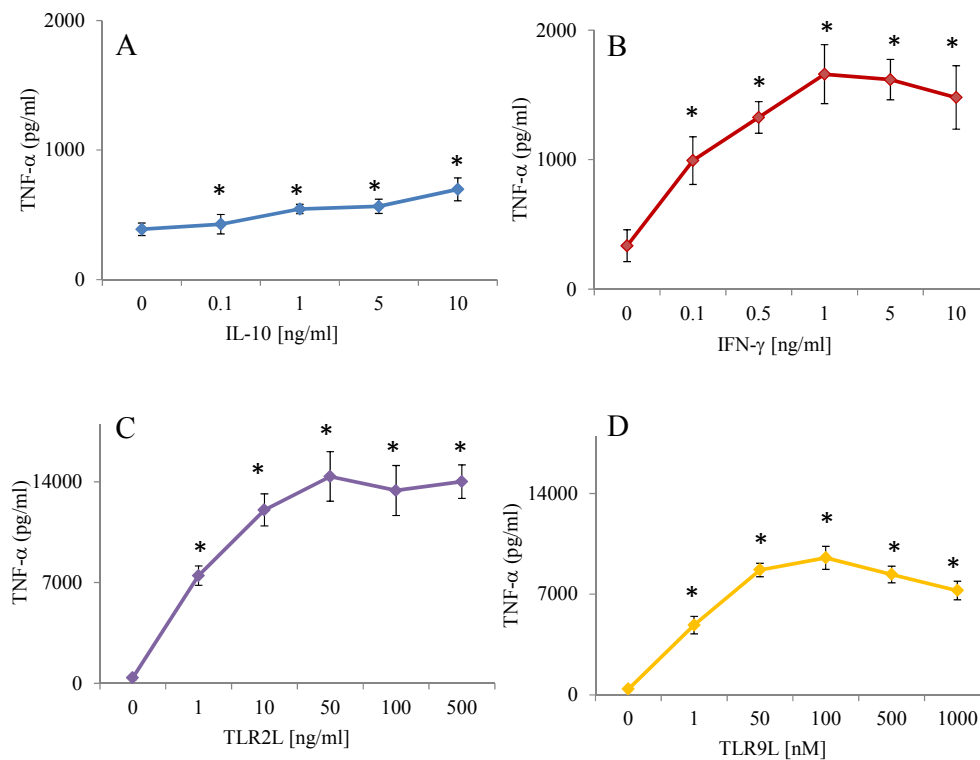 A
TNF-α (pg/ml)
2000
1000
0
* * * *
0 0.1 1 5 10
IL-10 [ng/ml]
B
TNF-α (pg/ml)
2000
1000
0
* * * * *
0 0.1 0.5 1 5 10
IFN-γ [ng/ml]
C
TNF-α (pg/ml)
14000
7000
0
* * * * *
0 1 10 50 100 500
TLR2L [ng/ml]
D
TNF-α (pg/ml)
14000
7000
0
* * * * *
0 1 50 100 500 1000
TLR9L [nM]